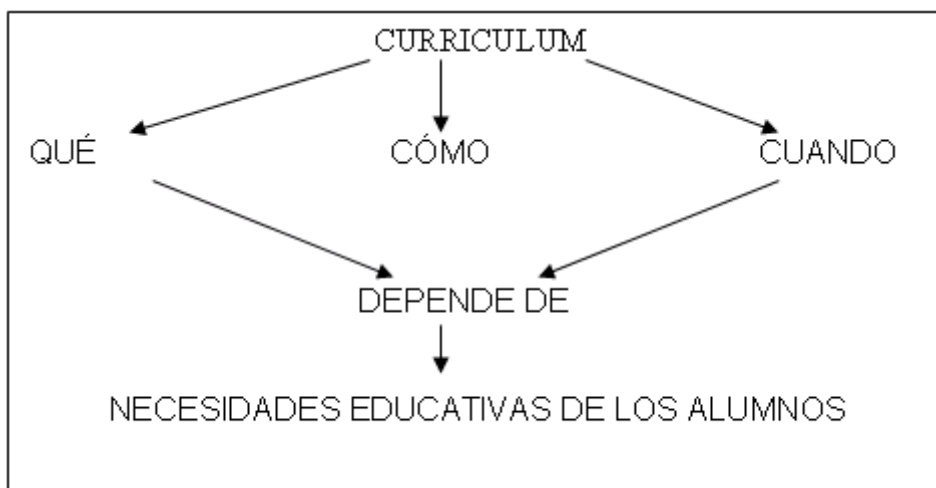 CURRICULUM
QUÉ CÓMO CUANDO
DEPENDE DE
NECESIDADES EDUCATIVAS DE LOS ALUMNOS